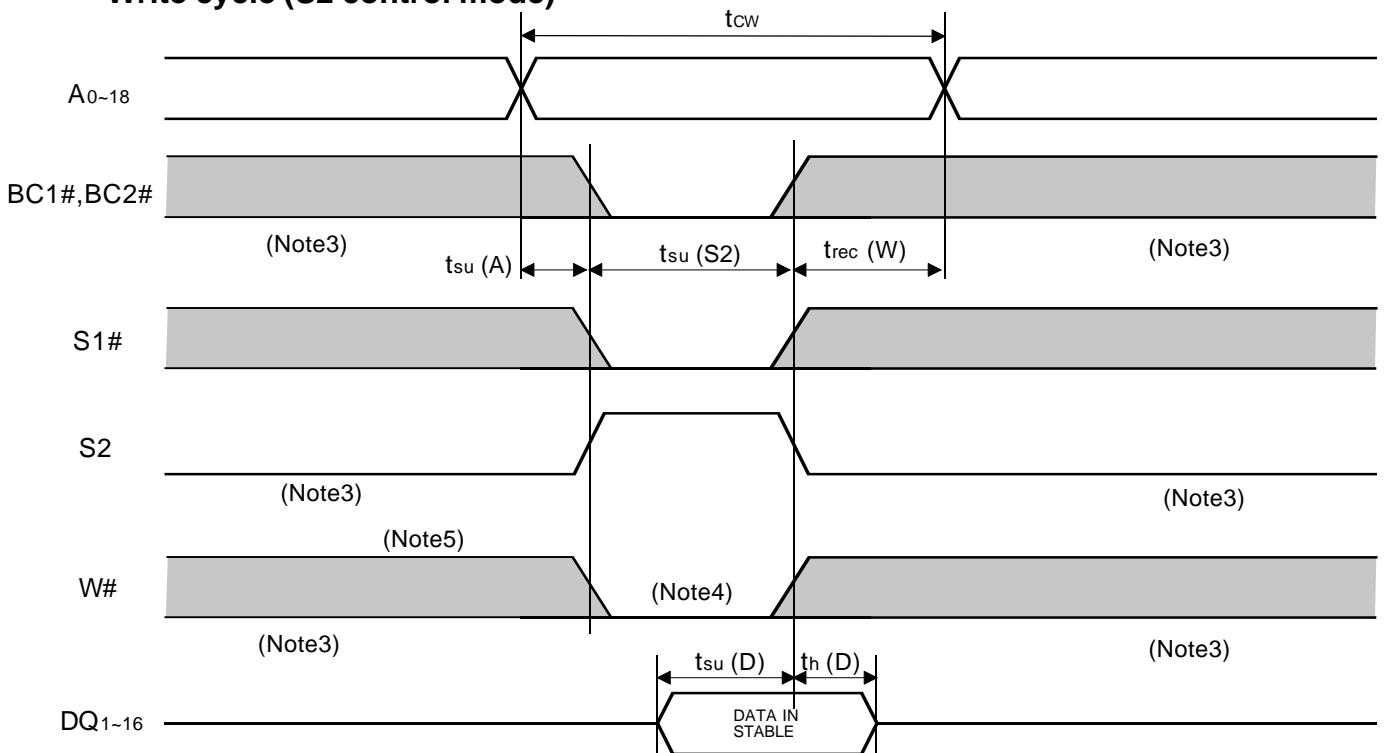 Write cycle (S2 control mode)
tCW
A0~18
BC1#,BC2#
(Note3)
(Note3)
tsu (A)
tsu (S2)
trec (W)
S1#
S2
(Note3)
(Note3)
(Note5)
W#
(Note4)
(Note3)
(Note3)
tsu (D)
th (D)
DQ1~16
DATA IN
STABLE